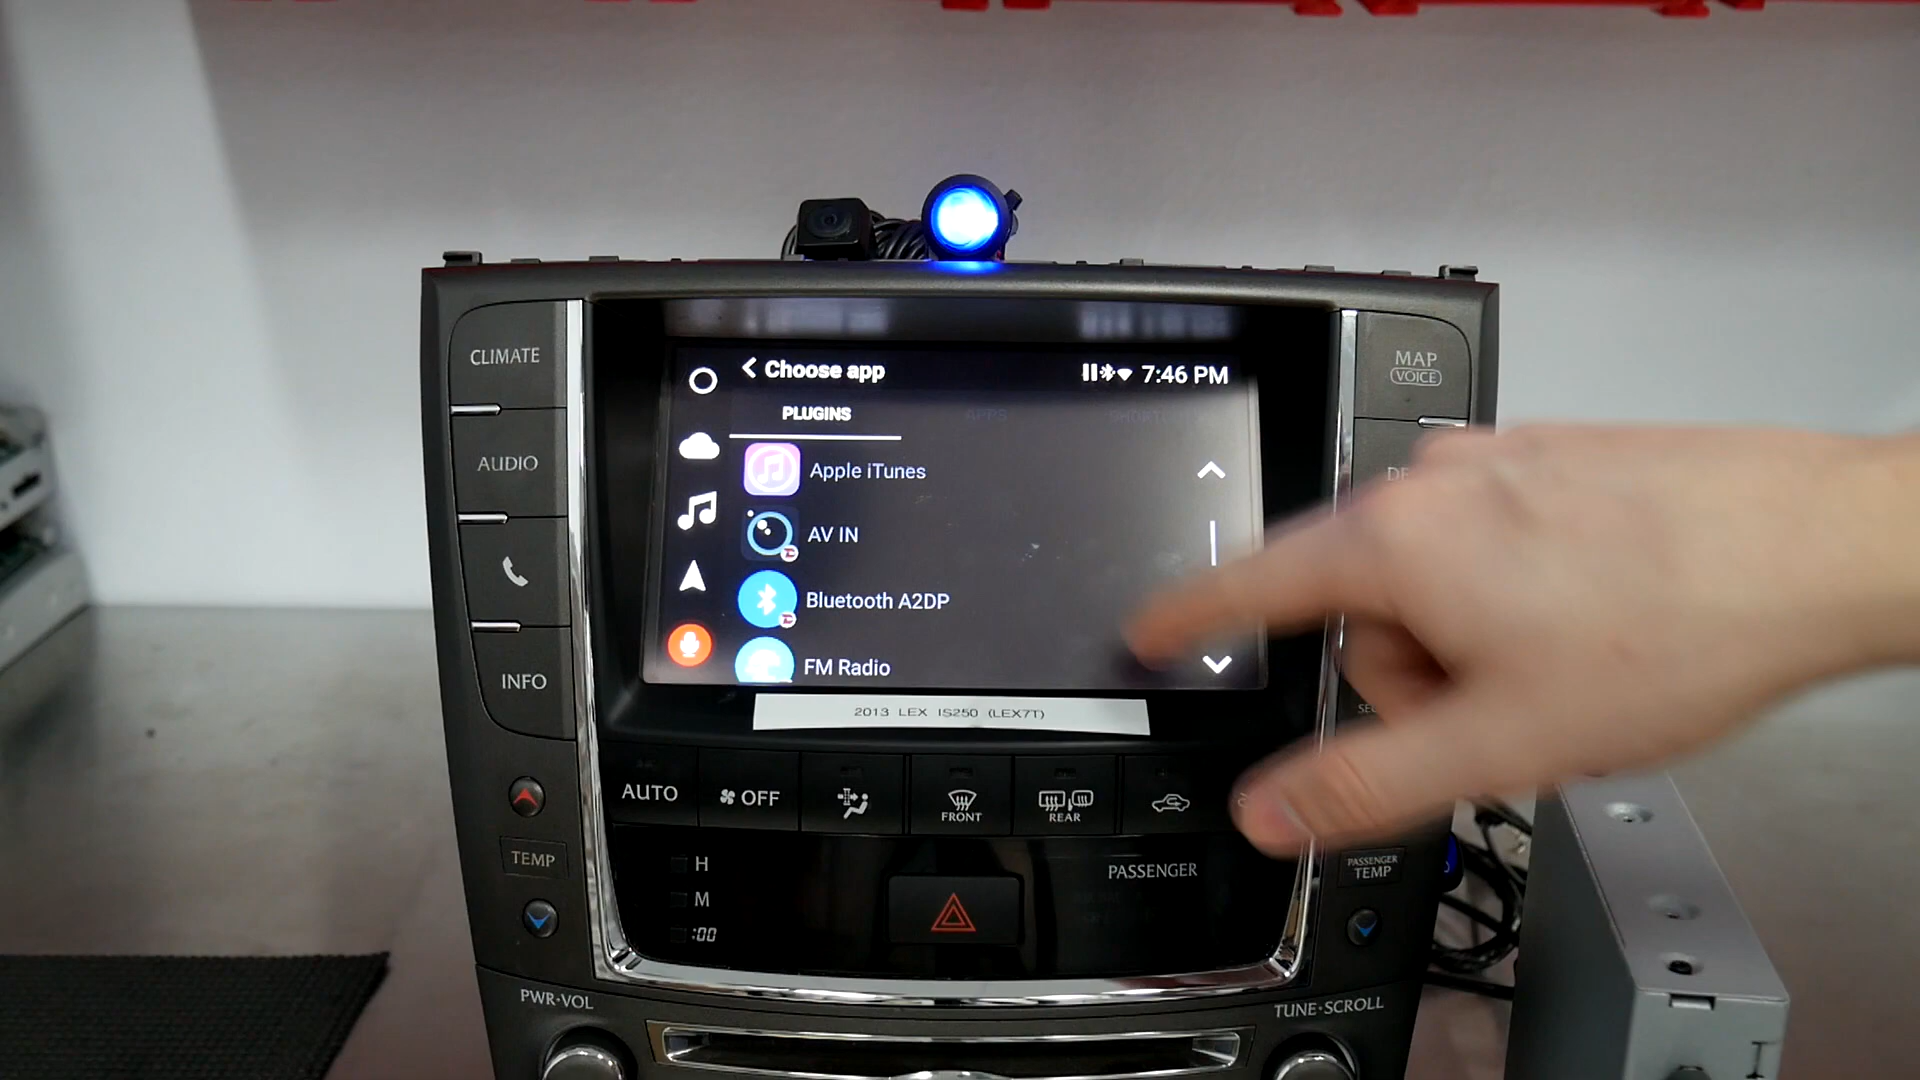 CLIMATE
AUDIO
INFO
Choose app
7:46 PM
PLUGINS
APPS
Apple iTunes
AV IN
Bluetooth A2DP
FM Radio
2013 LEX IS250 (LEX7T)
MAP
VOICE
AUTO
OFF
FRONT
REAR
TEMP
H
M
:00
PASSENGER
PASSENGER
TEMP
PWR·VOL
TUNE·SCROLL